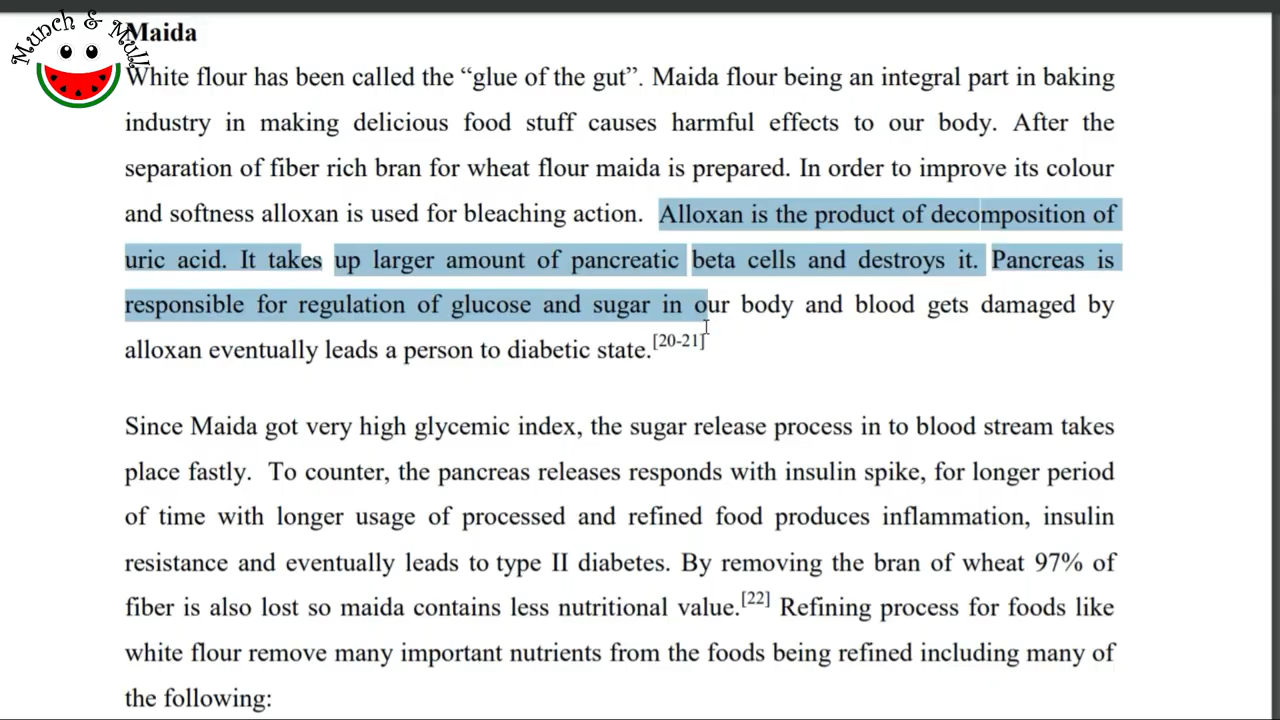 Munch & Mull
Maida
White flour has been called the “glue of the gut”. Maida flour being an integral part in baking
industry in making delicious food stuff causes harmful effects to our body. After the
separation of fiber rich bran for wheat flour maida is prepared. In order to improve its colour
and softness alloxan is used for bleaching action. Alloxan is the product of decomposition of
uric acid. It takes up larger amount of pancreatic beta cells and destroys it. Pancreas is
responsible for regulation of glucose and sugar in our body and blood gets damaged by
alloxan eventually leads a person to diabetic state.[20-21]
Since Maida got very high glycemic index, the sugar release process in to blood stream takes
place fastly. To counter, the pancreas releases responds with insulin spike, for longer period
of time with longer usage of processed and refined food produces inflammation, insulin
resistance and eventually leads to type II diabetes. By removing the bran of wheat 97% of
fiber is also lost so maida contains less nutritional value.[22] Refining process for foods like
white flour remove many important nutrients from the foods being refined including many of
the following: